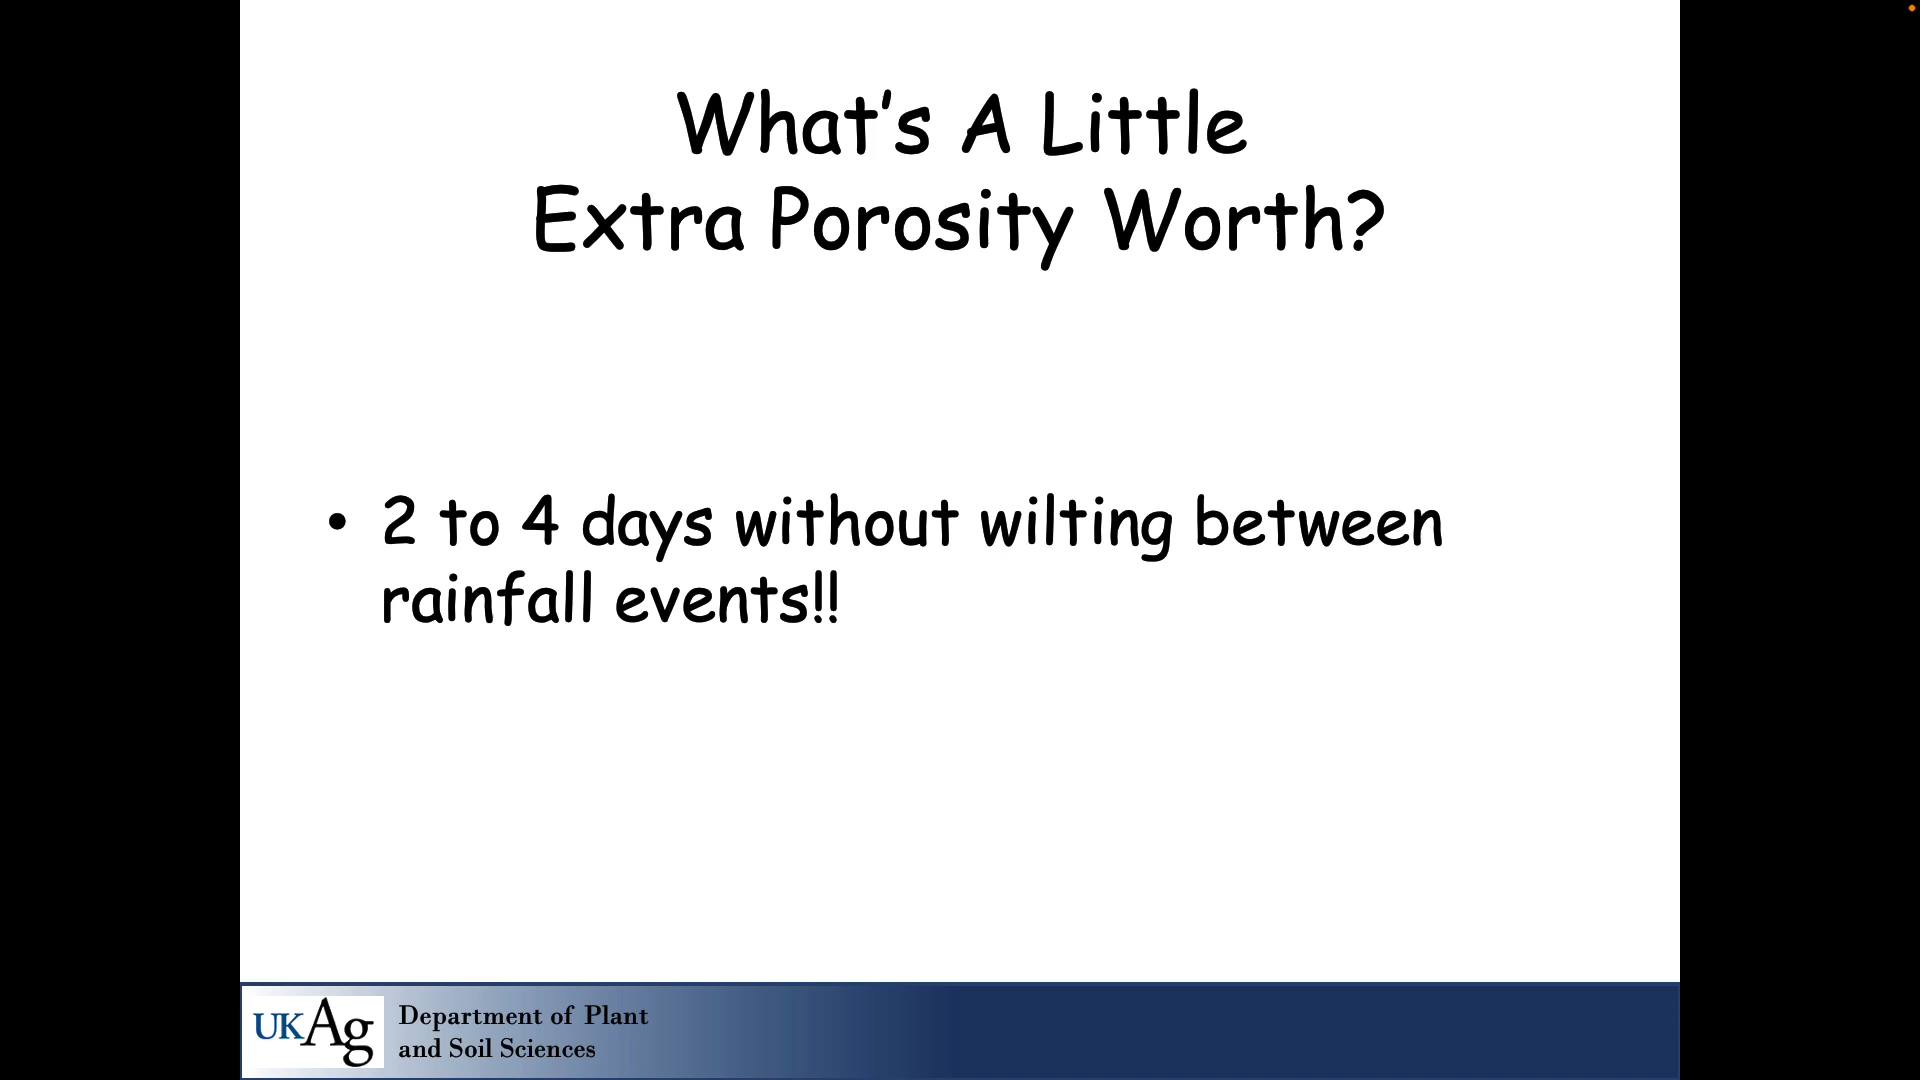 What’s A Little
Extra Porosity Worth?
• 2 to 4 days without wilting between
rainfall events!!
UKAg
Department of Plant
and Soil Sciences